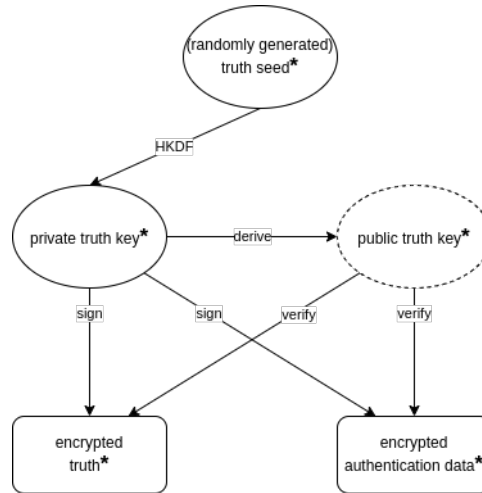 (randomly generated)
truth seed*
HKDF
private truth key*
derive
public truth key*
sign
sign
verify
verify
encrypted
truth*
encrypted
authentication data*